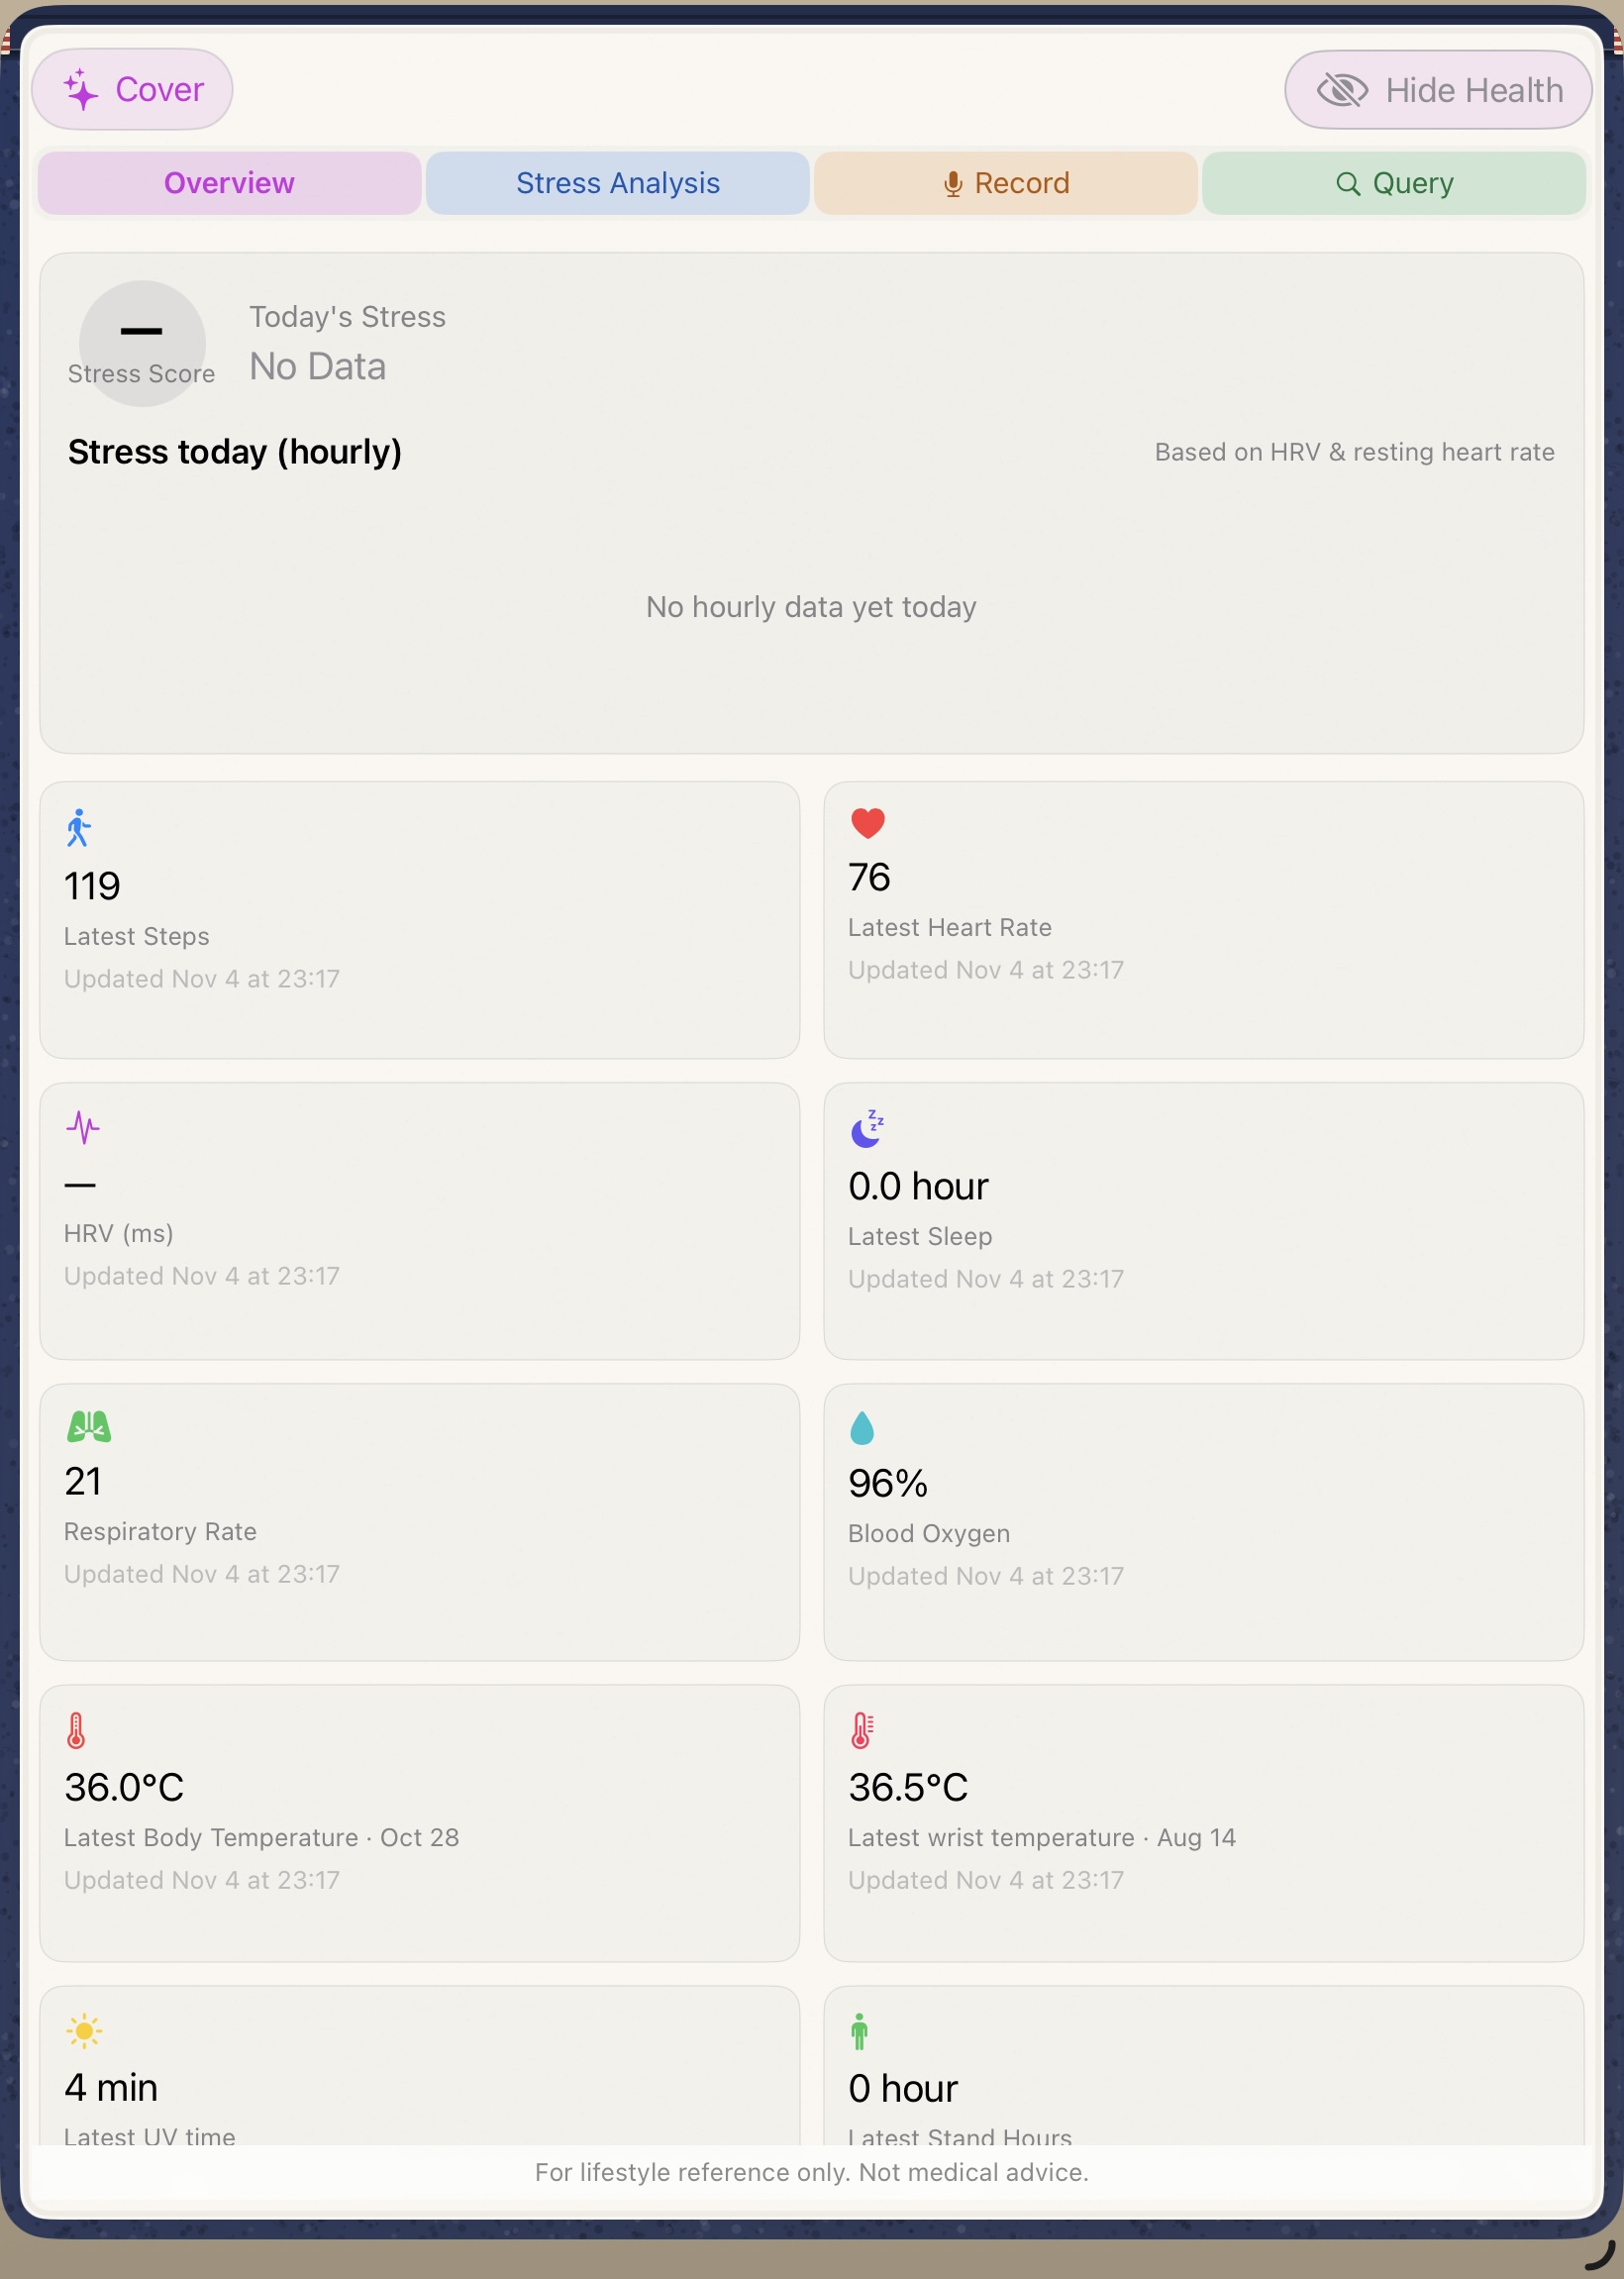 Cover
Hide Health
Overview
Stress Analysis
Record
Query
—
Stress Score
Today's Stress
No Data
Stress today (hourly)
Based on HRV & resting heart rate
No hourly data yet today
119
Latest Steps
Updated Nov 4 at 23:17
76
Latest Heart Rate
Updated Nov 4 at 23:17
—
HRV (ms)
Updated Nov 4 at 23:17
0.0 hour
Latest Sleep
Updated Nov 4 at 23:17
21
Respiratory Rate
Updated Nov 4 at 23:17
96%
Blood Oxygen
Updated Nov 4 at 23:17
36.0°C
Latest Body Temperature · Oct 28
Updated Nov 4 at 23:17
36.5°C
Latest wrist temperature · Aug 14
Updated Nov 4 at 23:17
4 min
Latest UV time
0 hour
Latest Stand Hours
For lifestyle reference only. Not medical advice.